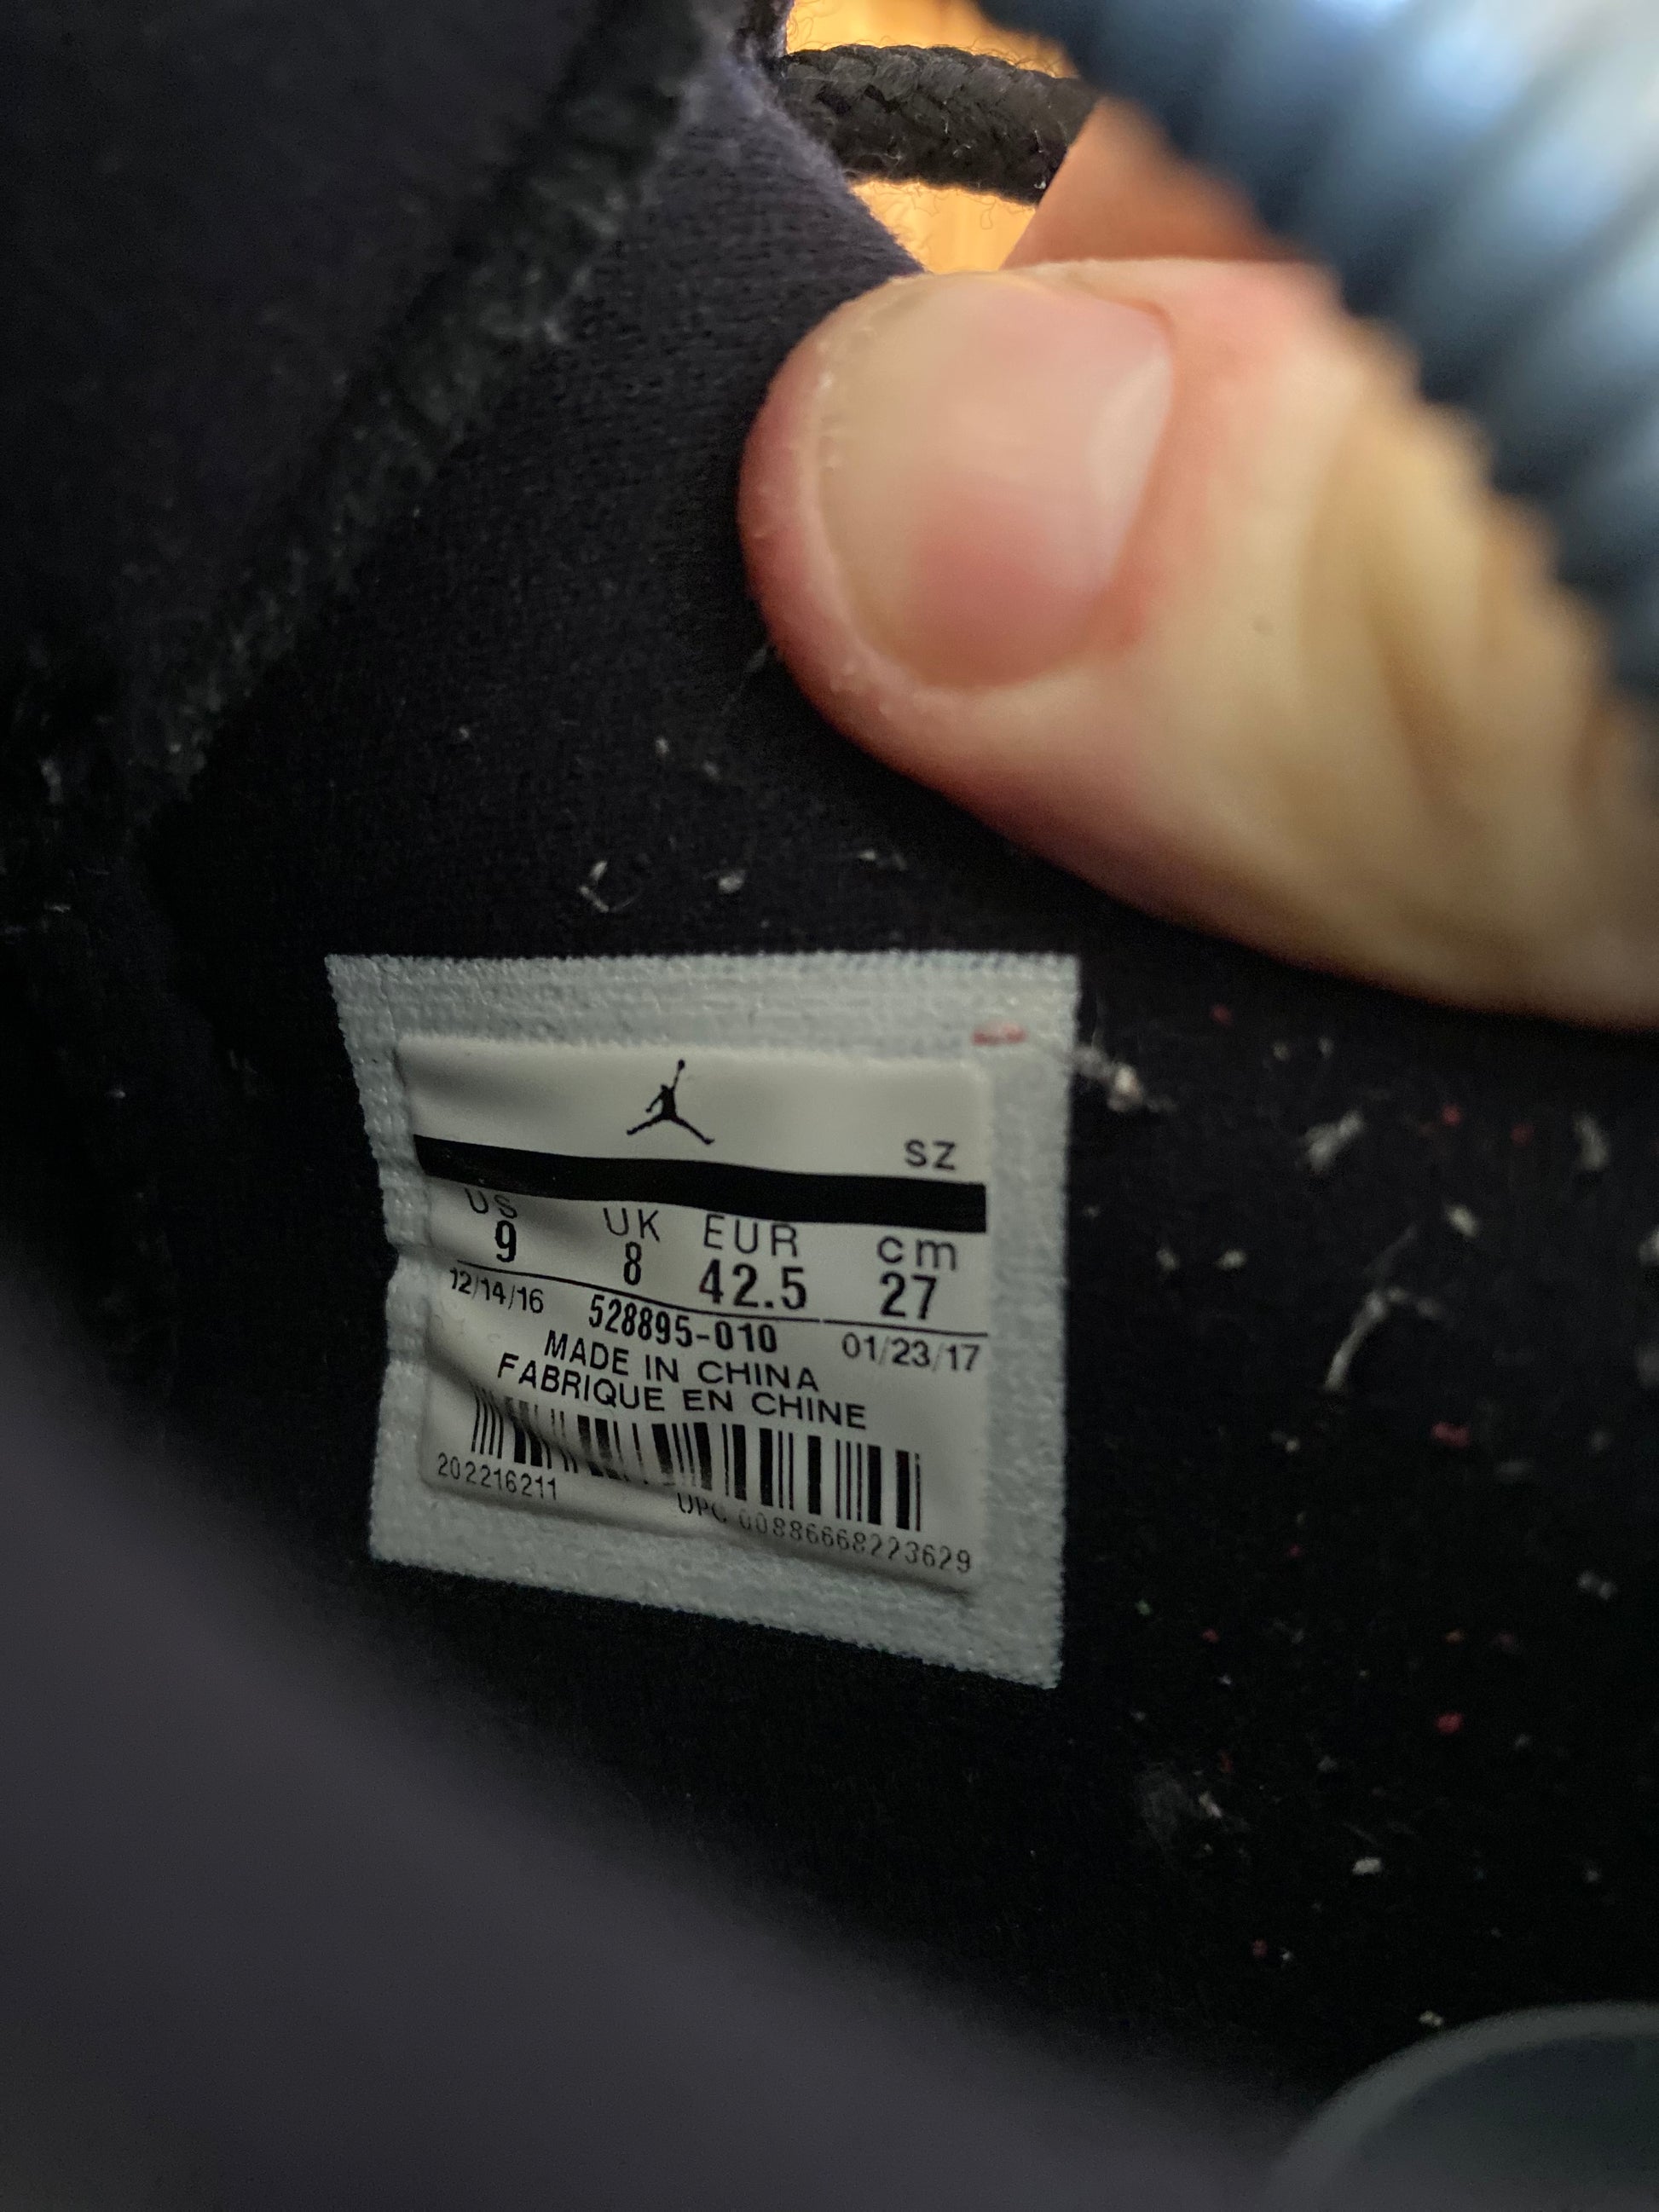 SZ
US UK EUR cm
9 8 42.5 27
12/14/16 528895-010 01/23/17
MADE IN CHINA
FABRIQUE EN CHINE
202216211 UPC 00886668223629